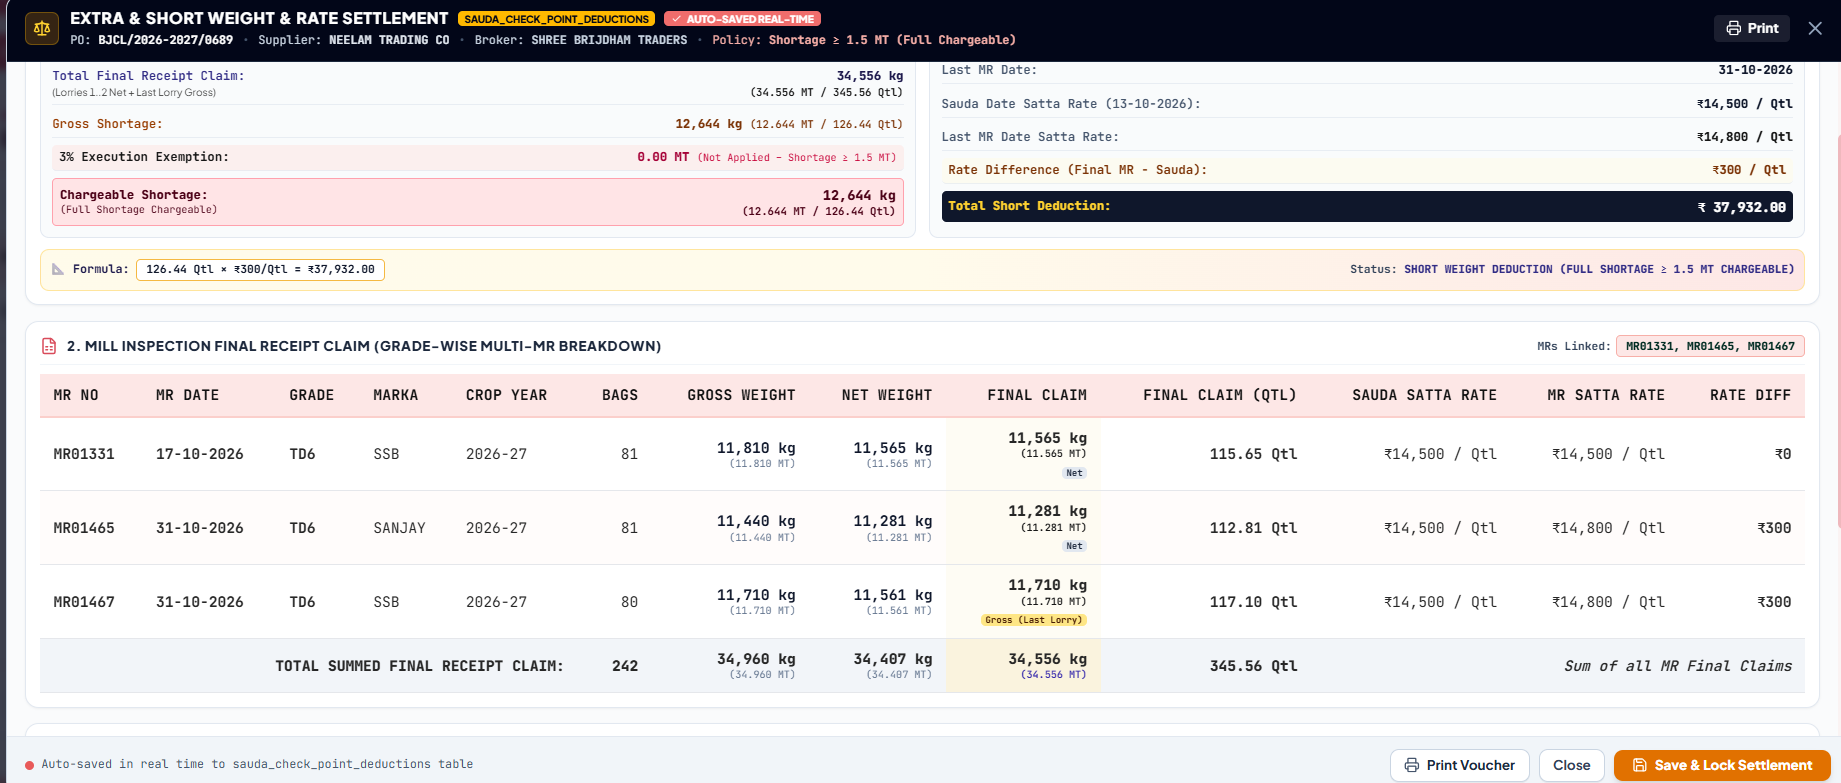 EXTRA & SHORT WEIGHT & RATE SETTLEMENT SAUDA_CHECK_POINT_DEDUCTIONS ✓ AUTO-SAVED REAL-TIME
PO: BJCL/2026-2027/0689 • Supplier: NEELAM TRADING CO • Broker: SHREE BRIJDHAM TRADERS • Policy: Shortage ≥ 1.5 MT (Full Chargeable)
Print
Total Final Receipt Claim: 34,556 kg
(Lorries 1..2 Net + Last Lorry Gross) (34.556 MT / 345.56 Qtl)
Gross Shortage: 12,644 kg (12.644 MT / 126.44 Qtl)
3% Execution Exemption: 0.00 MT (Not Applied - Shortage ≥ 1.5 MT)
Chargeable Shortage: 12,644 kg
(Full Shortage Chargeable) (12.644 MT / 126.44 Qtl)
Last MR Date: 31-10-2026
Sauda Date Satta Rate (13-10-2026): ₹14,500 / Qtl
Last MR Date Satta Rate: ₹14,800 / Qtl
Rate Difference (Final MR - Sauda): ₹300 / Qtl
Total Short Deduction: ₹ 37,932.00
Formula: 126.44 Qtl × ₹300/Qtl = ₹37,932.00
Status: SHORT WEIGHT DEDUCTION (FULL SHORTAGE ≥ 1.5 MT CHARGEABLE)
2. MILL INSPECTION FINAL RECEIPT CLAIM (GRADE-WISE MULTI-MR BREAKDOWN)
MRs Linked: MR01331, MR01465, MR01467
MR NO MR DATE GRADE MARKA CROP YEAR BAGS GROSS WEIGHT NET WEIGHT FINAL CLAIM FINAL CLAIM (QTL) SAUDA SATTA RATE MR SATTA RATE RATE DIFF
MR01331 17-10-2026 TD6 SSB 2026-27 81 11,810 kg 11,565 kg 11,565 kg 115.65 Qtl ₹14,500 / Qtl ₹14,500 / Qtl ₹0
(11.810 MT) (11.565 MT) (11.565 MT)
Net
MR01465 31-10-2026 TD6 SANJAY 2026-27 81 11,440 kg 11,281 kg 11,281 kg 112.81 Qtl ₹14,500 / Qtl ₹14,800 / Qtl ₹300
(11.440 MT) (11.281 MT) (11.281 MT)
Net
MR01467 31-10-2026 TD6 SSB 2026-27 80 11,710 kg 11,561 kg 11,710 kg 117.10 Qtl ₹14,500 / Qtl ₹14,800 / Qtl ₹300
(11.710 MT) (11.561 MT) (11.710 MT)
Gross (Last Lorry)
TOTAL SUMMED FINAL RECEIPT CLAIM: 242 34,960 kg 34,407 kg 34,556 kg 345.56 Qtl Sum of all MR Final Claims
(34.960 MT) (34.407 MT) (34.556 MT)
Auto-saved in real time to sauda_check_point_deductions table
Print Voucher Close Save & Lock Settlement